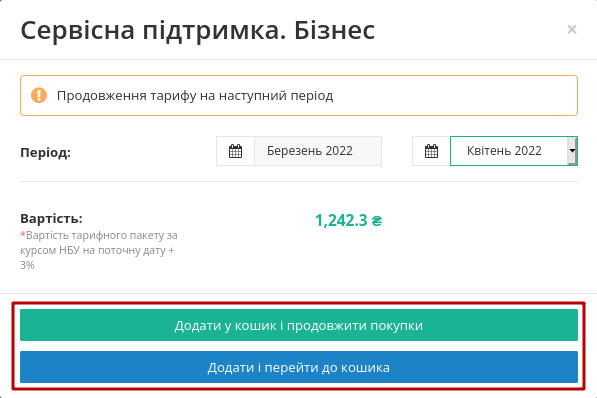 Сервісна підтримка. Бізнес
×
Продовження тарифу на наступний період
Період:
Березень 2022
Квітень 2022
Вартість:
1,242.3 ₴
*Вартість тарифного пакету за
курсом НБУ на поточну дату +
3%
Додати у кошик і продовжити покупки
Додати і перейти до кошика